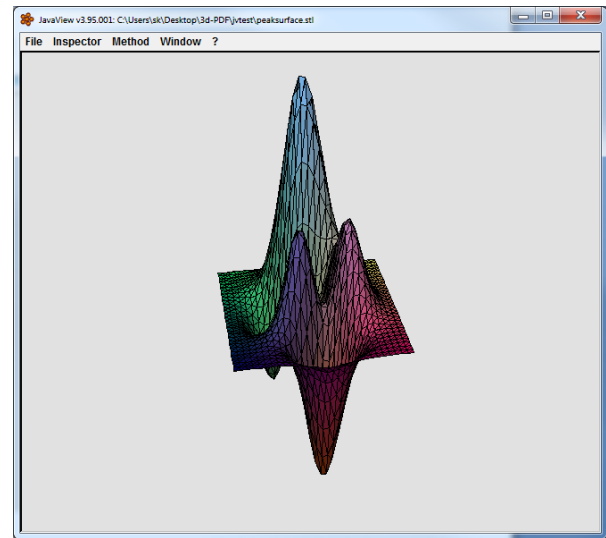 JavaView v3.95.001: C:\Users\sk\Desktop\3d-PDF\jvtest\peaksurface.stl
File Inspector Method Window ?